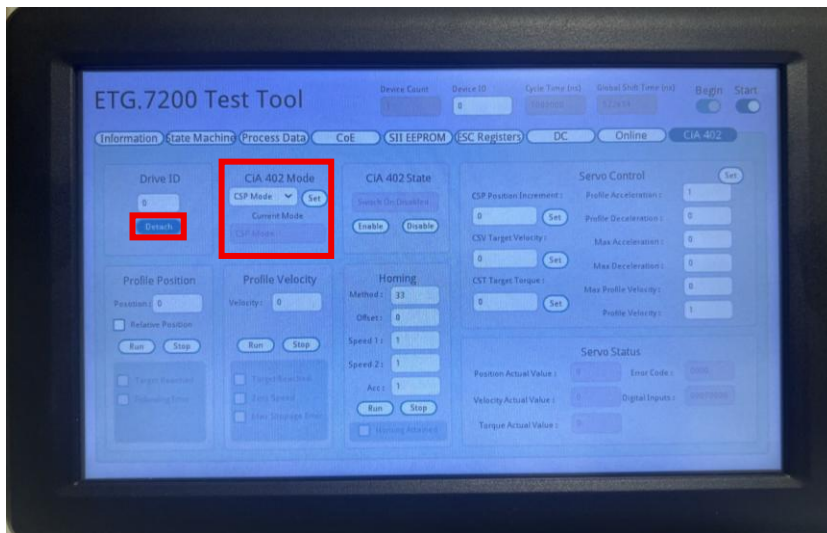 ETG.7200 Test Tool
Device Count
Device ID
0
Cycle Time (ns)
Global Shift Time (ns)
Begin
Start
Information
State Machine
Process Data
CoE
SII EEPROM
ESC Registers
DC
Online
CiA 402
Drive ID
0
Detach
CiA 402 Mode
CSP Mode
Set
Current Mode
CSP Mode
CiA 402 State
Switch On Disabled
Enable
Disable
Servo Control
Set
CSP Position Increment :
0
Set
CSV Target Velocity :
0
Set
CST Target Torque :
0
Set
Profile Acceleration :
1
Profile Deceleration :
0
Max Acceleration :
0
Max Deceleration :
0
Max Profile Velocity :
0
Profile Velocity :
1
Profile Position
Position :
0
Relative Position
Run
Stop
Target Reached
Following Error
Profile Velocity
Velocity :
0
Run
Stop
Target Reached
Zero Speed
Max Slippage Error
Homing
Method :
33
Offset :
0
Speed 1 :
1
Speed 2 :
1
Acc :
1
Run
Stop
Homing Attained
Servo Status
Position Actual Value :
Error Code :
Velocity Actual Value :
Digital Inputs :
Torque Actual Value :